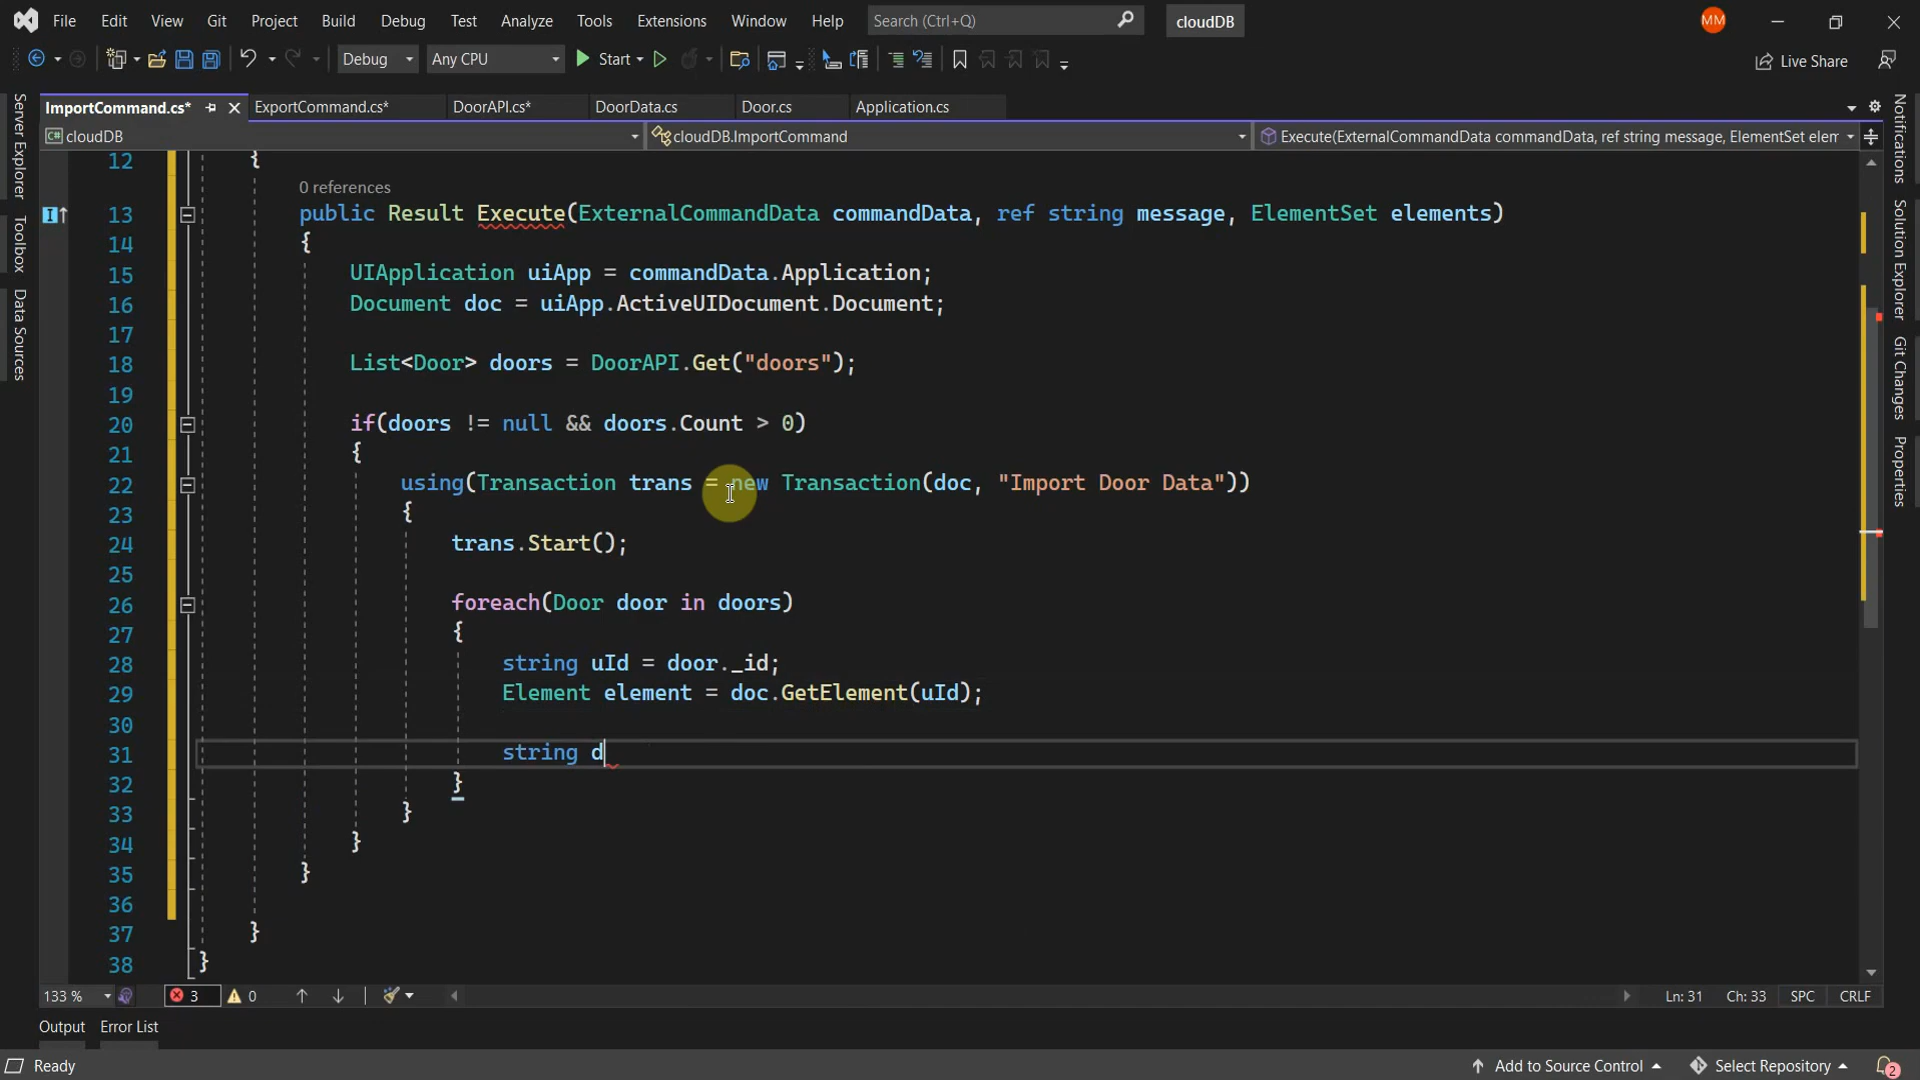 File Edit View Git Project Build Debug Test Analyze Tools Extensions Window Help Search (Ctrl+Q) cloudDB MM
Debug Any CPU Start Live Share
ImportCommand.cs* ExportCommand.cs* DoorAPI.cs* DoorData.cs Door.cs Application.cs
cloudDB cloudDB.ImportCommand Execute(ExternalCommandData commandData, ref string message, ElementSet elem
Server Explorer
Toolbox
Data Sources
12 {
0 references
13 public Result Execute(ExternalCommandData commandData, ref string message, ElementSet elements)
14 {
15 UIApplication uiApp = commandData.Application;
16 Document doc = uiApp.ActiveUIDocument.Document;
17
18 List<Door> doors = DoorAPI.Get("doors");
19
20 if(doors != null && doors.Count > 0)
21 {
22 using(Transaction trans = new Transaction(doc, "Import Door Data"))
23 {
24 trans.Start();
25
26 foreach(Door door in doors)
27 {
28 string uId = door._id;
29 Element element = doc.GetElement(uId);
30
31 string d
32 }
33 }
34 }
35 }
36
37 }
38 }
Notifications
Solution Explorer
Git Changes
Properties
133 % 3 0 Ln: 31 Ch: 33 SPC CRLF
Output Error List
Ready Add to Source Control Select Repository 2